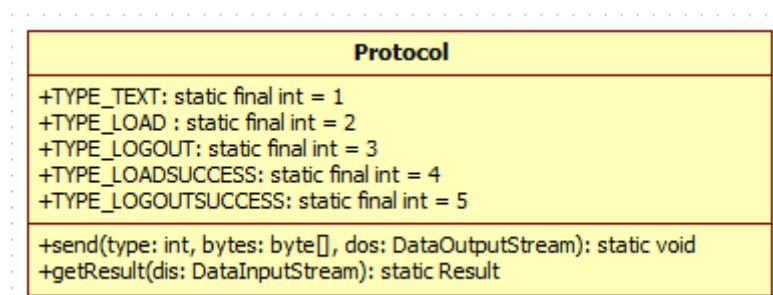 Protocol
+TYPE_TEXT: static final int = 1
+TYPE_LOAD : static final int = 2
+TYPE_LOGOUT: static final int = 3
+TYPE_LOADSUCCESS: static final int = 4
+TYPE_LOGOUTSUCCESS: static final int = 5
+send(type: int, bytes: byte[], dos: DataOutputStream): static void
+getResult(dis: DataInputStream): static Result